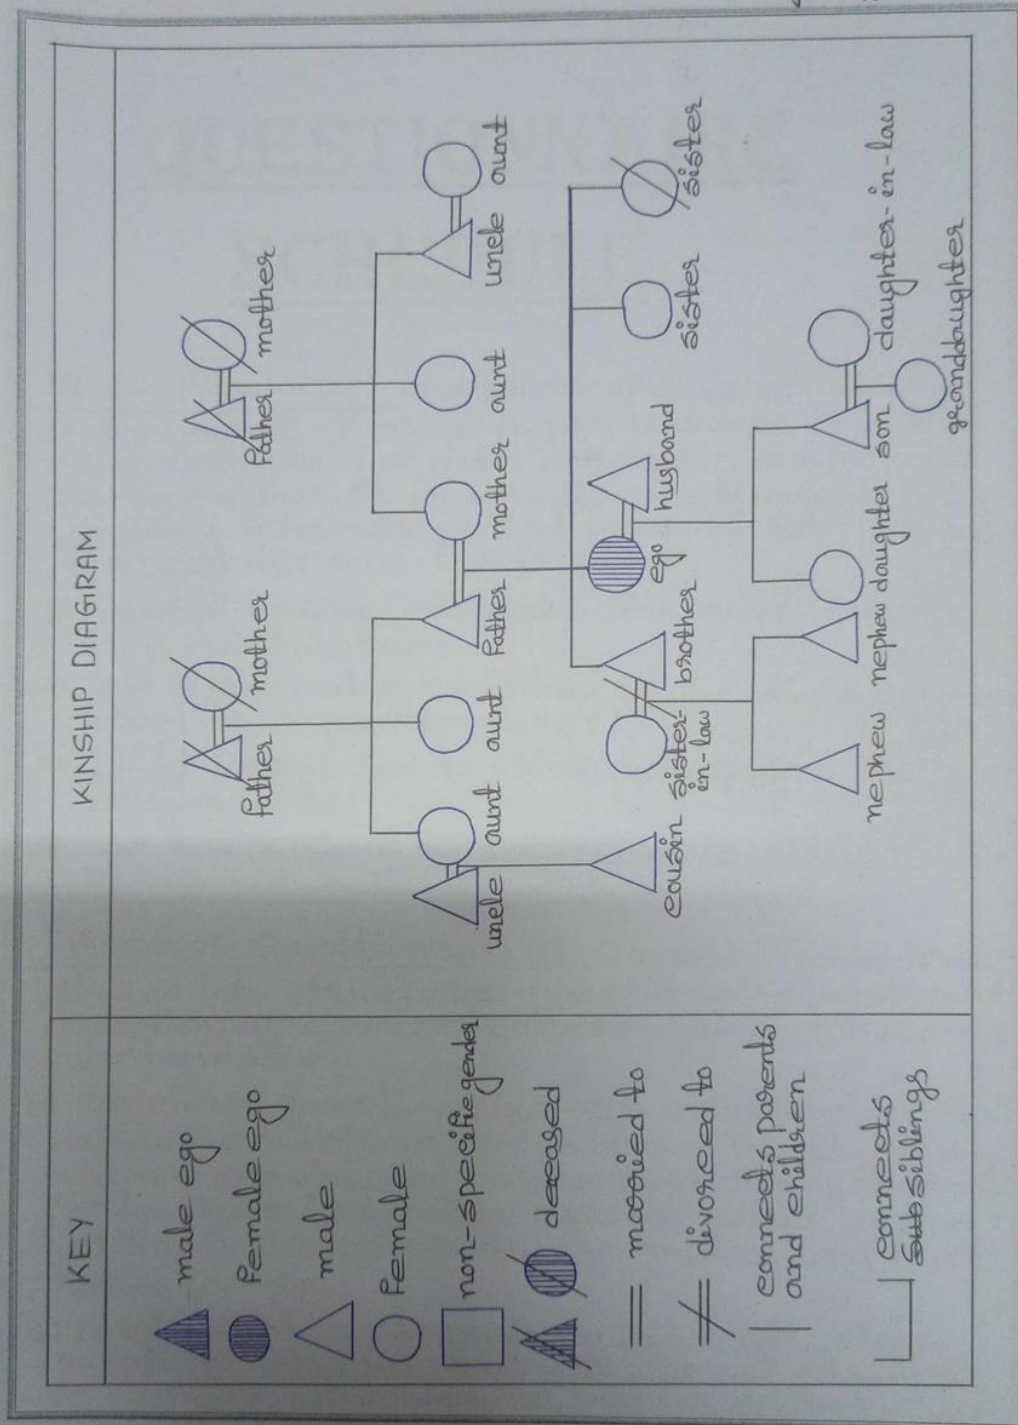 KEY
male ego
Female ego
male
Female
non-specific gender
deceased
= married to
≠ divorced to
connects parents
and children
connects
siblings
KINSHIP DIAGRAM
Father mother
Father mother
uncle aunt aunt Father mother aunt uncle aunt
cousin sister-in-law brother ego husband sister sister
nephew nephew daughter son daughter-in-law
granddaughter